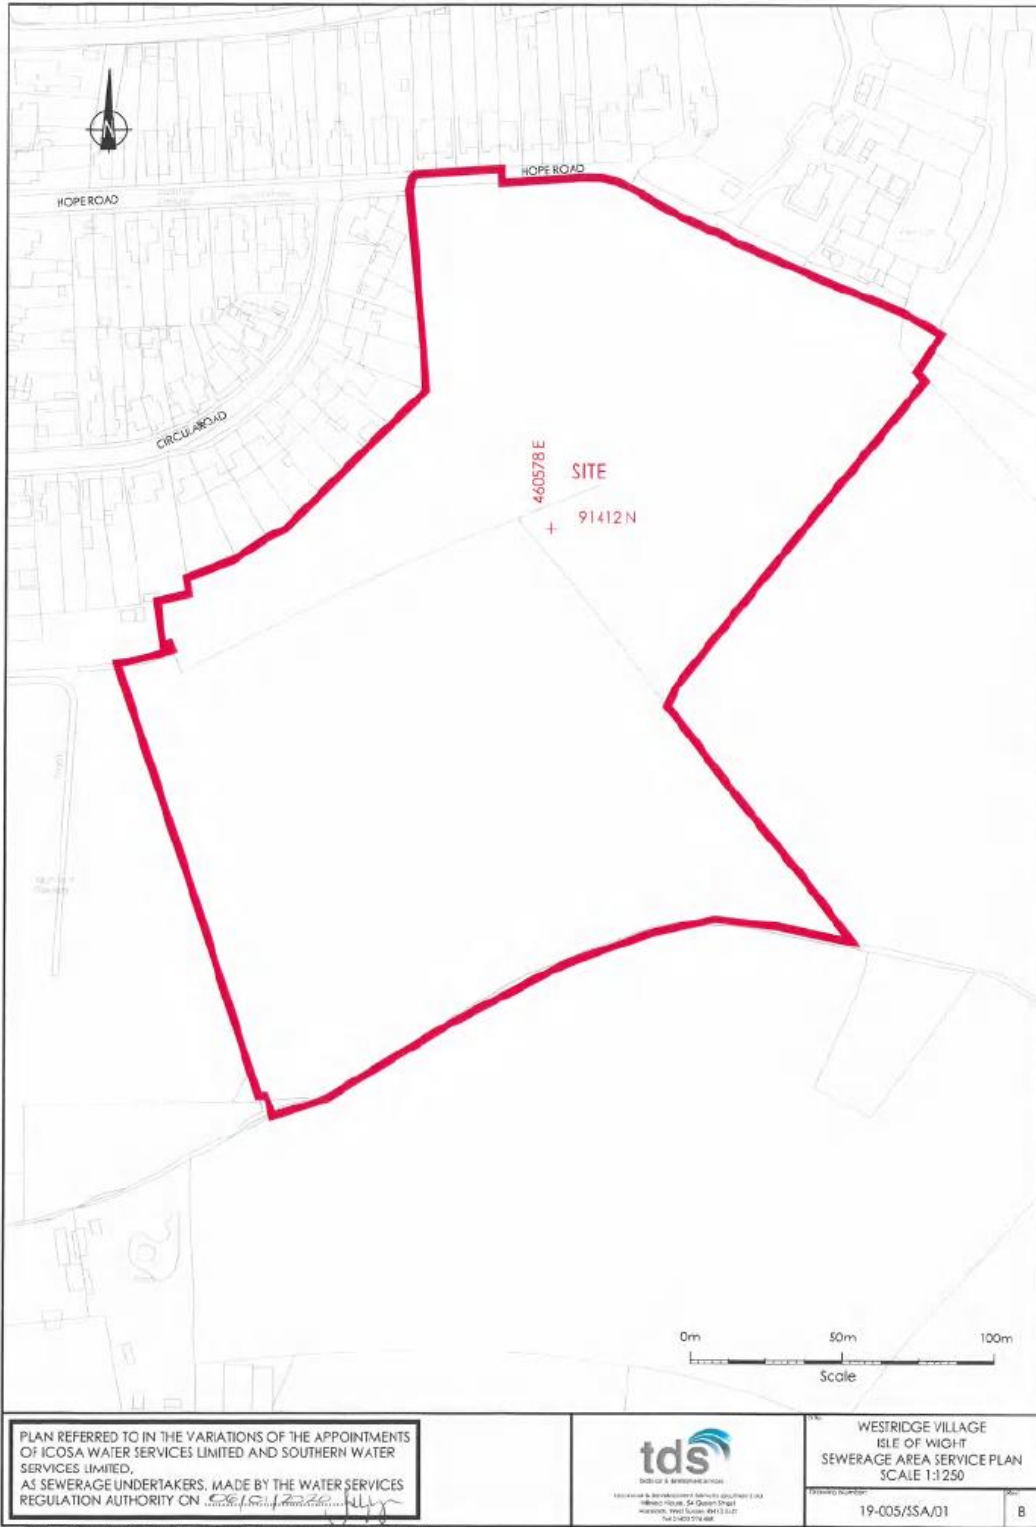 N
HOPE ROAD
HOPE ROAD
CIRCULAR ROAD
460578 E
SITE
91412 N
0m 50m 100m
Scale
PLAN REFERRED TO IN THE VARIATIONS OF THE APPOINTMENTS
OF ICOSA WATER SERVICES LIMITED AND SOUTHERN WATER
SERVICES LIMITED,
AS SEWERAGE UNDERTAKERS, MADE BY THE WATER SERVICES
REGULATION AUTHORITY ON
tds
WESTRIDGE VILLAGE
ISLE OF WIGHT
SEWERAGE AREA SERVICE PLAN
SCALE 1:1250
Drawing Number
19-005/SSA/01
B